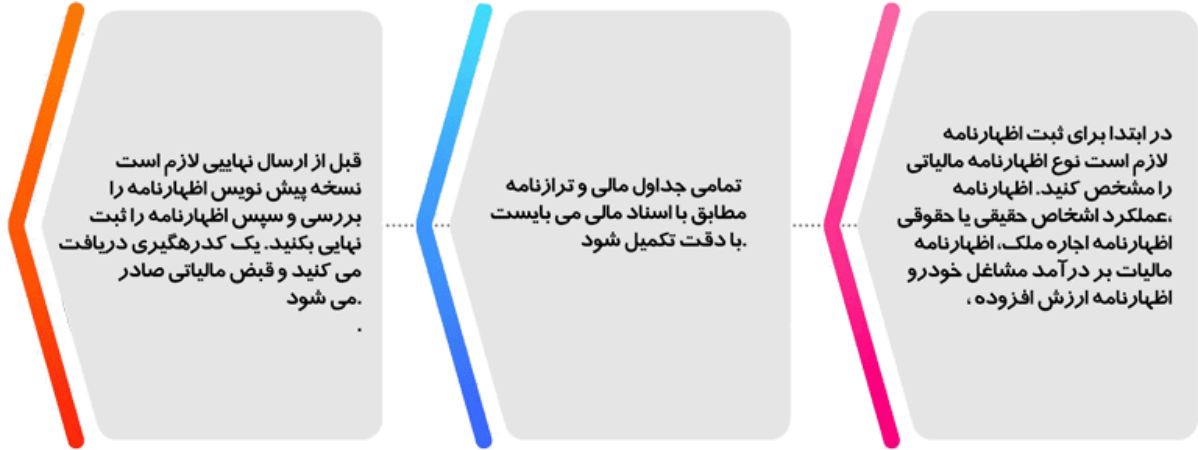 در ابتدا برای ثبت اظهارنامه
لازم است نوع اظهارنامه مالیاتی
را مشخص کنید. اظهارنامه
،عملکرد اشخاص حقیقی یا حقوقی
اظهارنامه اجاره ملک، اظهارنامه
مالیات بر درآمد مشاغل خودرو
اظهارنامه ارزش افزوده ،
تمامی جداول مالی و ترازنامه
مطابق با اسناد مالی می بایست
.با دقت تکمیل شود
قبل از ارسال نهاییی لازم است
نسخه پیش نویس اظهارنامه را
بررسی و سپس اظهارنامه را ثبت
نهایی بکنید. یک کدرهگیری دریافت
می کنید و قبض مالیاتی صادر
.می شود
.